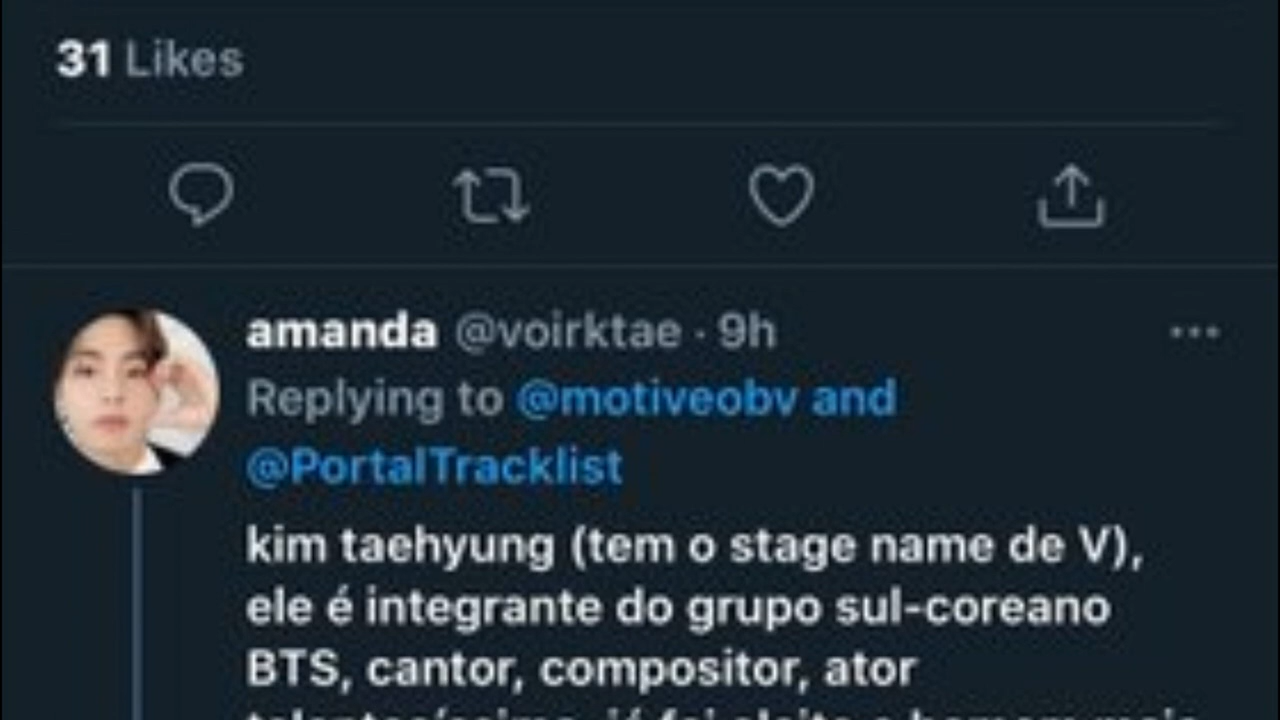 31 Likes
amanda @voirktae · 9h
Replying to @motiveobv and
@PortalTracklist
kim taehyung (tem o stage name de V),
ele é integrante do grupo sul-coreano
BTS, cantor, compositor, ator